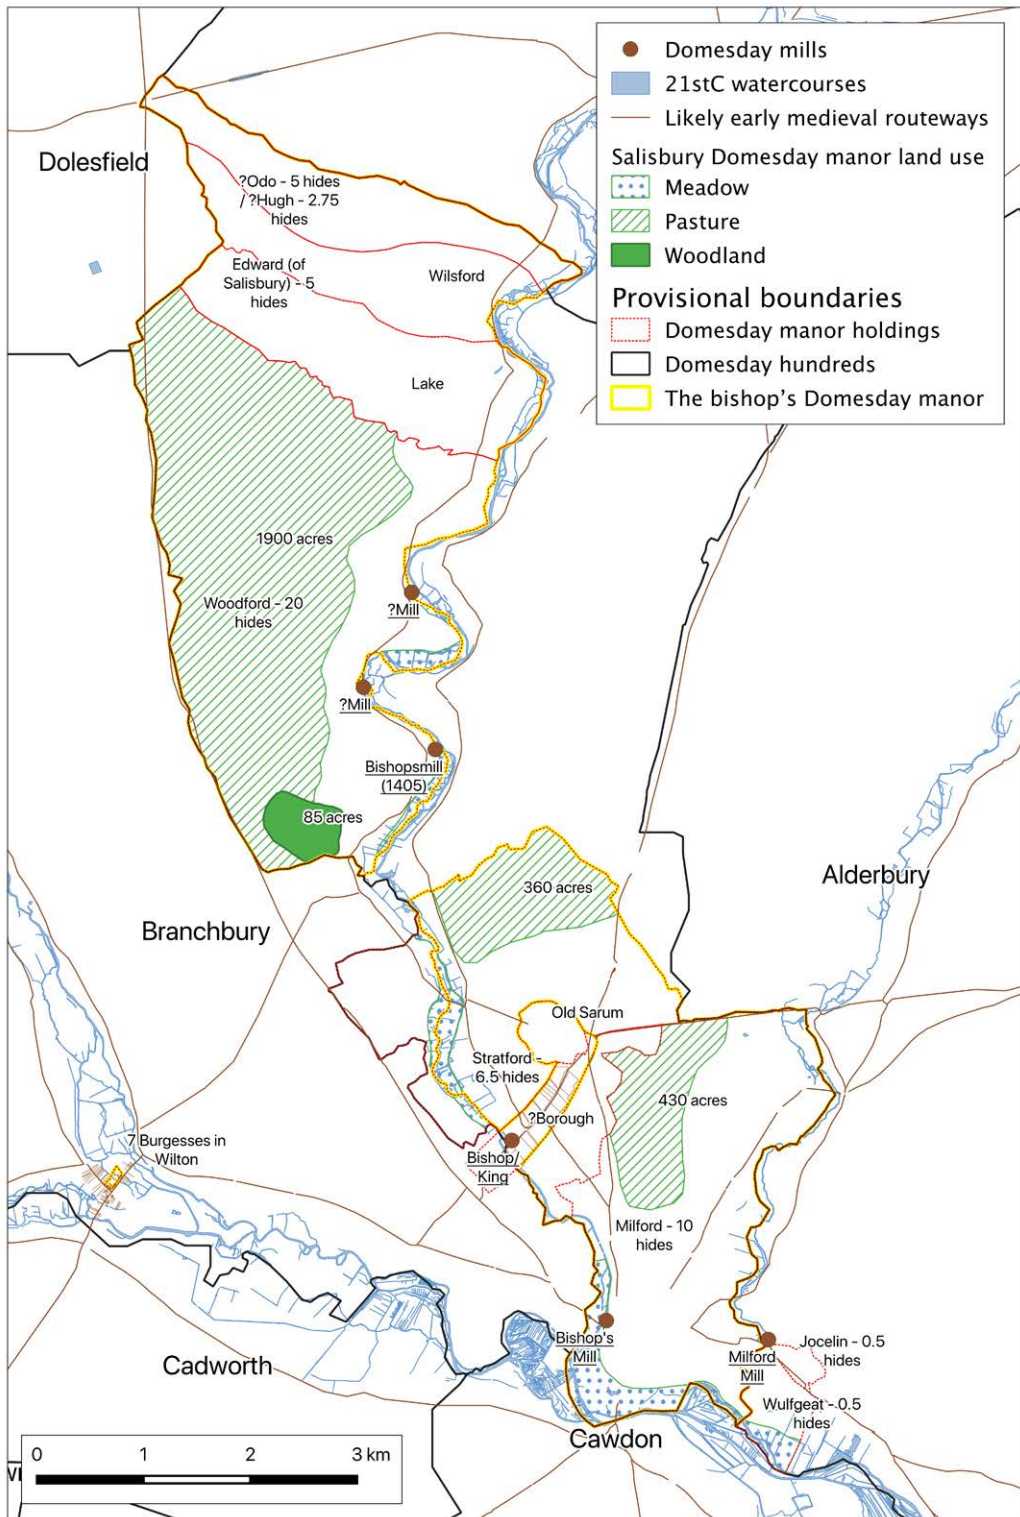 Domesday mills
21stC watercourses
Likely early medieval routeways
Salisbury Domesday manor land use
Meadow
Pasture
Woodland
Provisional boundaries
Domesday manor holdings
Domesday hundreds
The bishop's Domesday manor
Dolesfield
?Odo - 5 hides
/ ?Hugh - 2.75
hides
Edward (of
Salisbury) - 5
hides
Wilsford
Lake
1900 acres
Woodford - 20
hides
?Mill
?Mill
Bishopsmill
(1405)
85 acres
360 acres
Alderbury
Branchbury
Old Sarum
Stratford -
6.5 hides
430 acres
?Borough
7 Burgesses in
Wilton
Bishop/
King
Milford - 10
hides
Bishop's
Mill
Jocelin - 0.5
hides
Milford
Mill
Cadworth
Wulfgeat - 0.5
hides
Cawdon
0 1 2 3 km